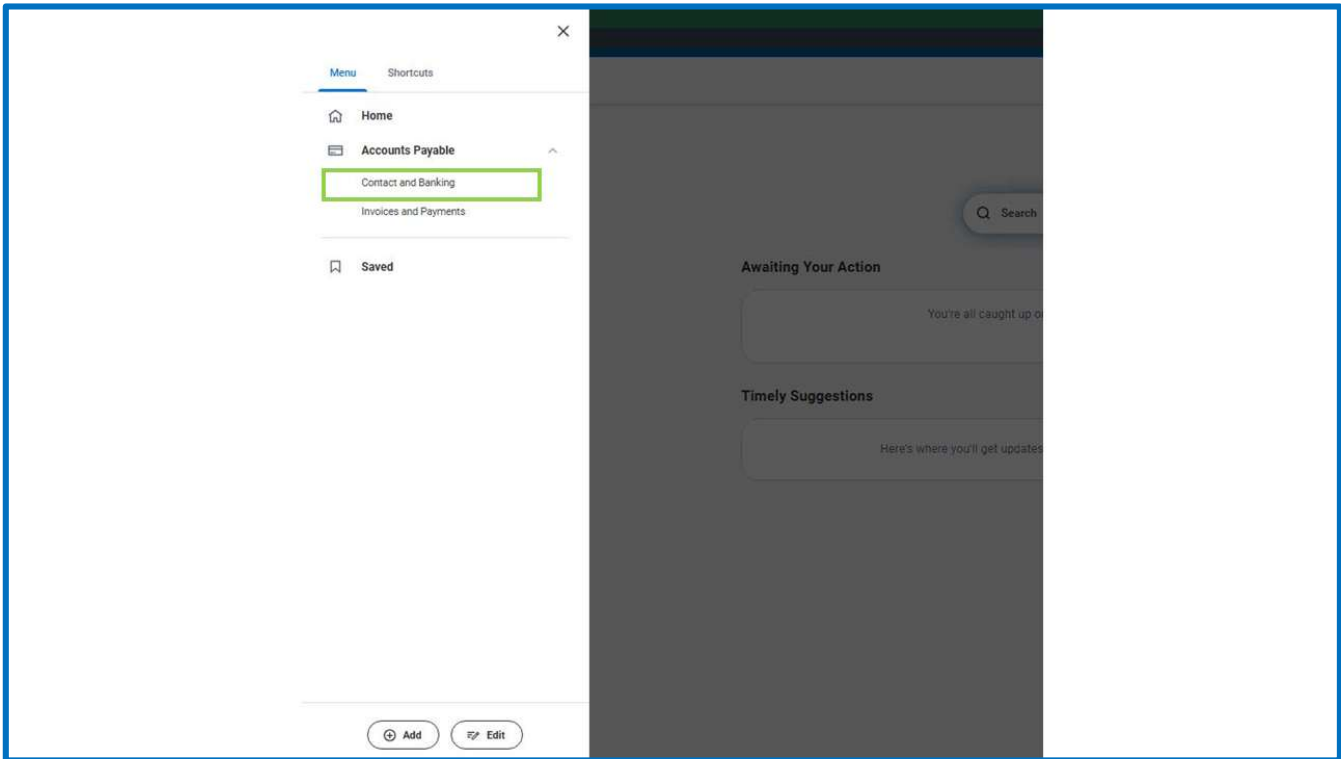 Menu Shortcuts
Home
Accounts Payable
Contact and Banking
Invoices and Payments
Saved
Add Edit
Search
Awaiting Your Action
You're all caught up o
Timely Suggestions
Here's where you'll get updates